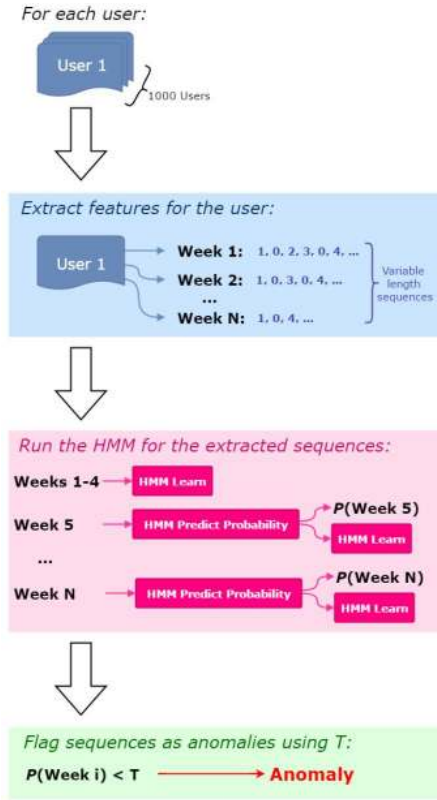 For each user:
User 1
1000 Users
Extract features for the user:
User 1
Week 1: 1, 0, 2, 3, 0, 4, ...
Week 2: 1, 0, 3, 0, 4, ...
...
Week N: 1, 0, 4, ...
Variable
length
sequences
Run the HMM for the extracted sequences:
Weeks 1-4 HMM Learn
Week 5 HMM Predict Probability P(Week 5)
HMM Learn
...
Week N HMM Predict Probability P(Week N)
HMM Learn
Flag sequences as anomalies using T:
P(Week i) < T Anomaly